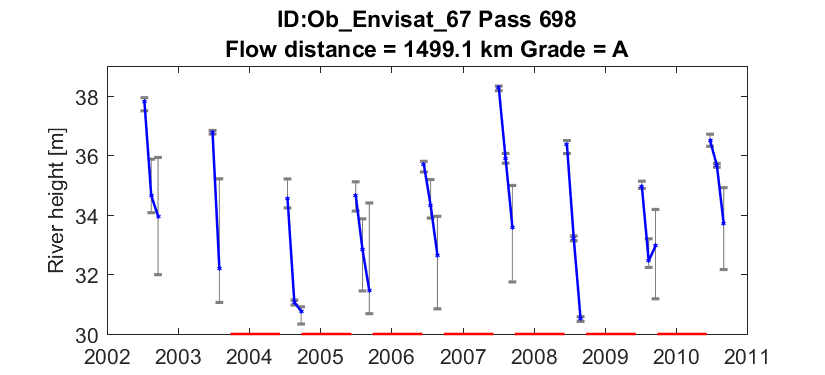 ID:Ob_Envisat_67 Pass 698
Flow distance = 1499.1 km Grade = A
River height [m]
38
36
34
32
30
2002 2003 2004 2005 2006 2007 2008 2009 2010 2011